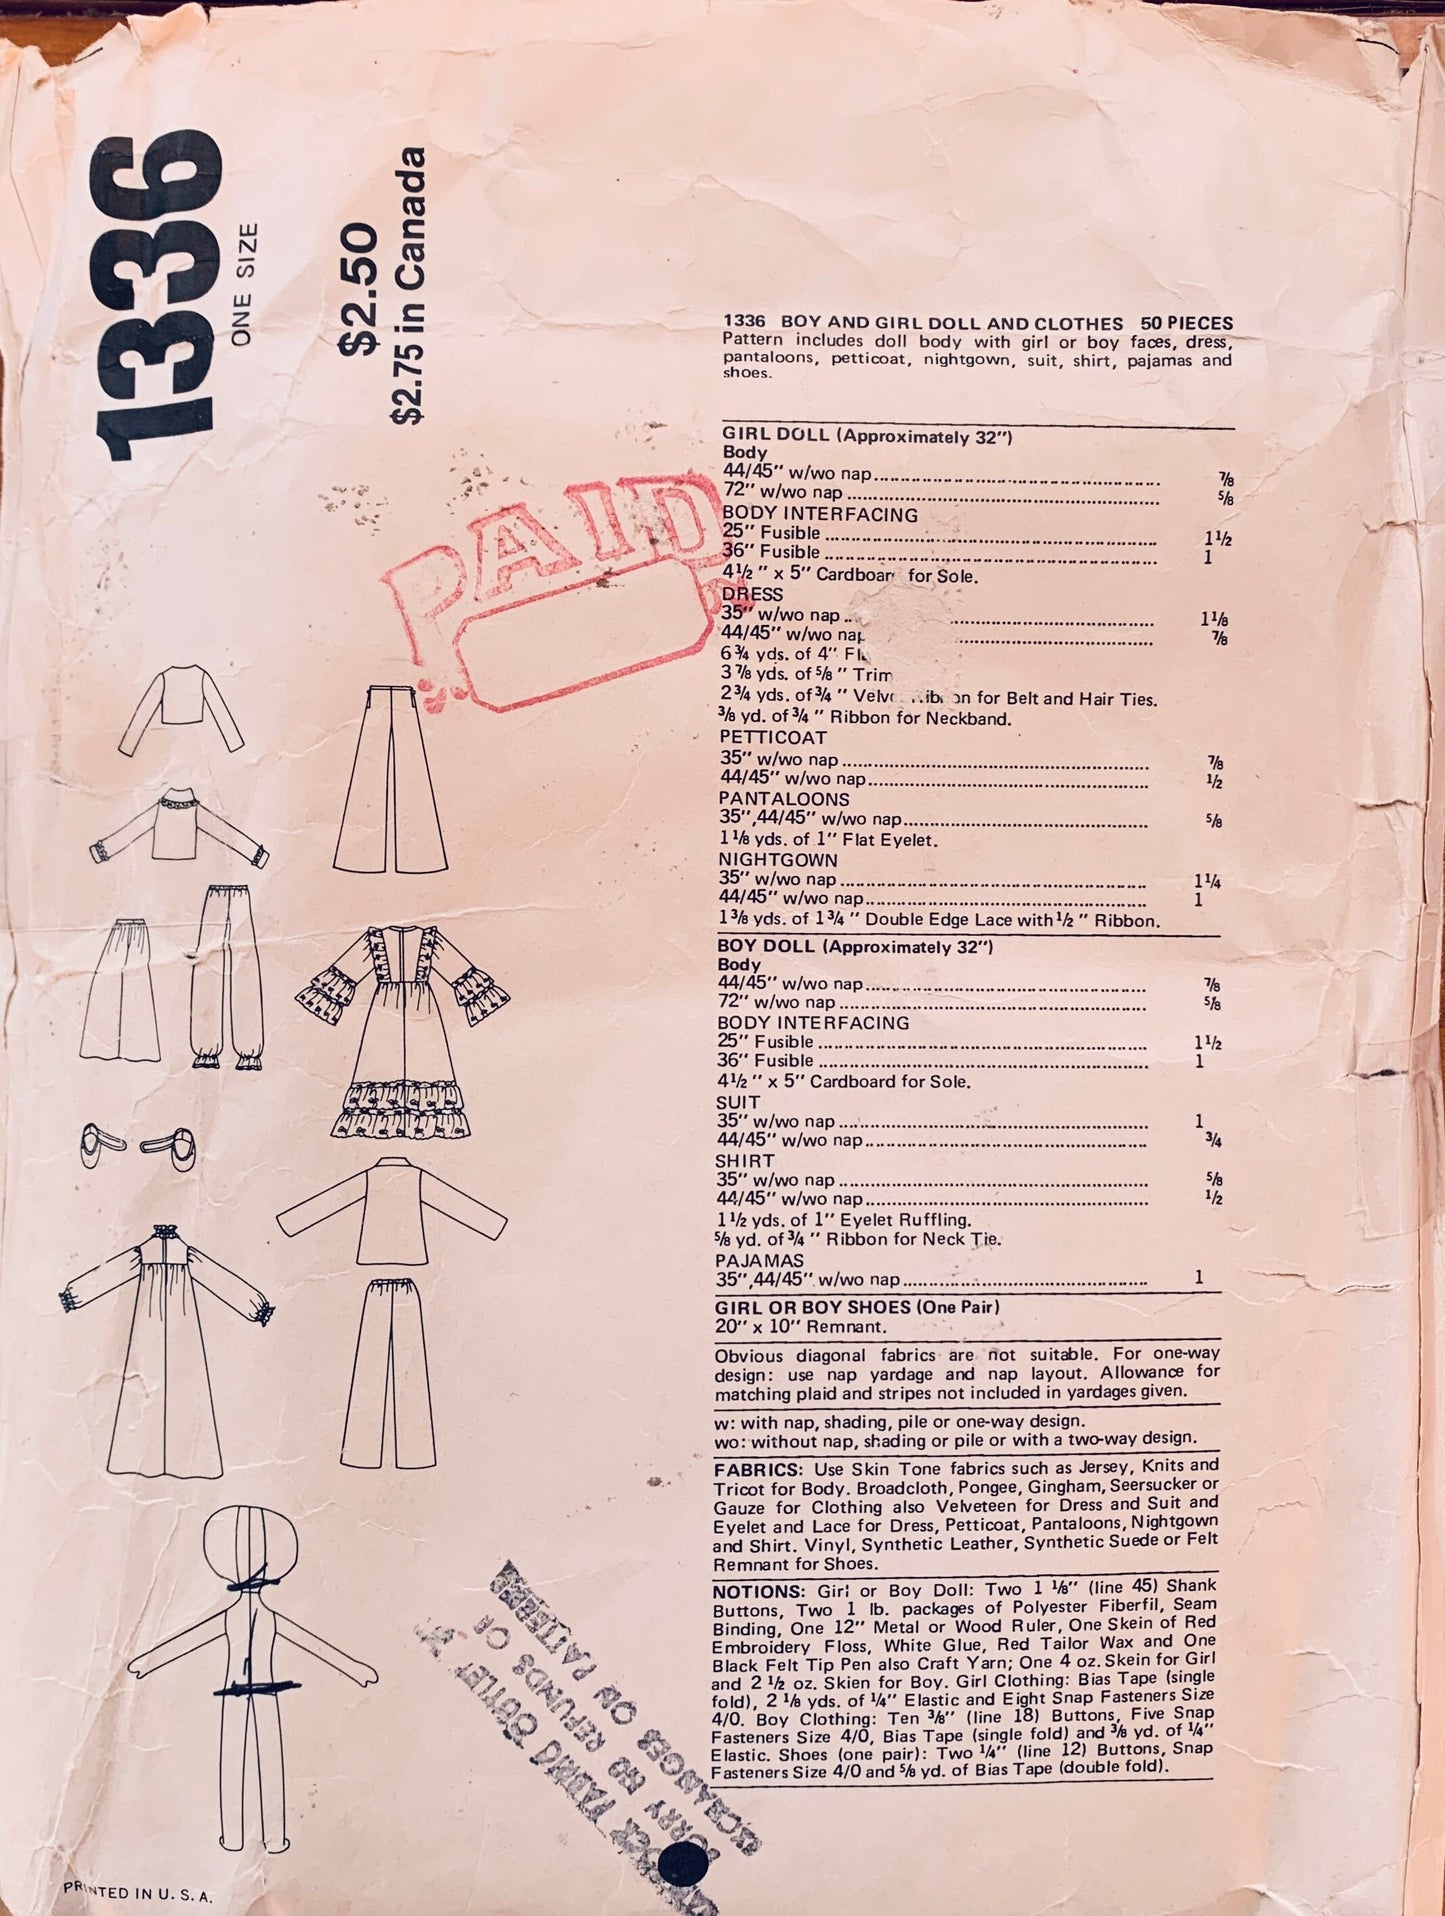 1336
ONE SIZE
$2.50
$2.75 in Canada
1336 BOY AND GIRL DOLL AND CLOTHES 50 PIECES
Pattern includes doll body with girl or boy faces, dress,
pantaloons, petticoat, nightgown, suit, shirt, pajamas and
shoes.
GIRL DOLL (Approximately 32")
Body
44/45" w/wo nap 7/8
72" w/wo nap 5/8
BODY INTERFACING
25" Fusible 1 1/2
36" Fusible 1
4 1/2" x 5" Cardboar for Sole.
DRESS
35" w/wo nap 1 1/8
44/45" w/wo nap 7/8
6 3/4 yds. of 4"
3 7/8 yds. of 5/8" Trim
2 3/4 yds. of 3/4" Ribbon for Belt and Hair Ties.
3/8 yd. of 3/4" Ribbon for Neckband.
PETTICOAT
35" w/wo nap 7/8
44/45" w/wo nap 1/2
PANTALOONS
35",44/45" w/wo nap 5/8
1 1/8 yds. of 1" Flat Eyelet.
NIGHTGOWN
35" w/wo nap 1 1/4
44/45" w/wo nap 1
1 3/8 yds. of 1 3/4" Double Edge Lace with 1/2" Ribbon.
BOY DOLL (Approximately 32")
Body
44/45" w/wo nap 7/8
72" w/wo nap 5/8
BODY INTERFACING
25" Fusible 1 1/2
36" Fusible 1
4 1/2" x 5" Cardboard for Sole.
SUIT
35" w/wo nap 1
44/45" w/wo nap 3/4
SHIRT
35" w/wo nap 5/8
44/45" w/wo nap 1/2
1 1/2 yds. of 1" Eyelet Ruffling.
5/8 yd. of 3/4" Ribbon for Neck Tie.
PAJAMAS
35",44/45" w/wo nap 1
GIRL OR BOY SHOES (One Pair)
20" x 10" Remnant.
Obvious diagonal fabrics are not suitable. For one-way
design: use nap yardage and nap layout. Allowance for
matching plaid and stripes not included in yardages given.
w: with nap, shading, pile or one-way design.
wo: without nap, shading or pile or with a two-way design.
FABRICS: Use Skin Tone fabrics such as Jersey, Knits and
Tricot for Body. Broadcloth, Pongee, Gingham, Seersucker or
Gauze for Clothing also Velveteen for Dress and Suit and
Eyelet and Lace for Dress, Petticoat, Pantaloons, Nightgown
and Shirt. Vinyl, Synthetic Leather, Synthetic Suede or Felt
Remnant for Shoes.
NOTIONS: Girl or Boy Doll: Two 1 1/8" (line 45) Shank
Buttons, Two 1 lb. packages of Polyester Fiberfil, Seam
Binding, One 12" Metal or Wood Ruler, One Skein of Red
Embroidery Floss, White Glue, Red Tailor Wax and One
Black Felt Tip Pen also Craft Yarn; One 4 oz. Skein for Girl
and 2 1/2 oz. Skien for Boy. Girl Clothing: Bias Tape (single
fold), 2 1/8 yds. of 1/4" Elastic and Eight Snap Fasteners Size
4/0. Boy Clothing: Ten 3/8" (line 18) Buttons, Five Snap
Fasteners Size 4/0, Bias Tape (single fold) and 3/8 yd. of 1/4"
Elastic. Shoes (one pair): Two 1/4" (line 12) Buttons, Snap
Fasteners Size 4/0 and 5/8 yd. of Bias Tape (double fold).
PAID
FABRIC OUTLET
SORRY NO REFUNDS OR
EXCHANGES ON PATTERNS
PRINTED IN U.S.A.